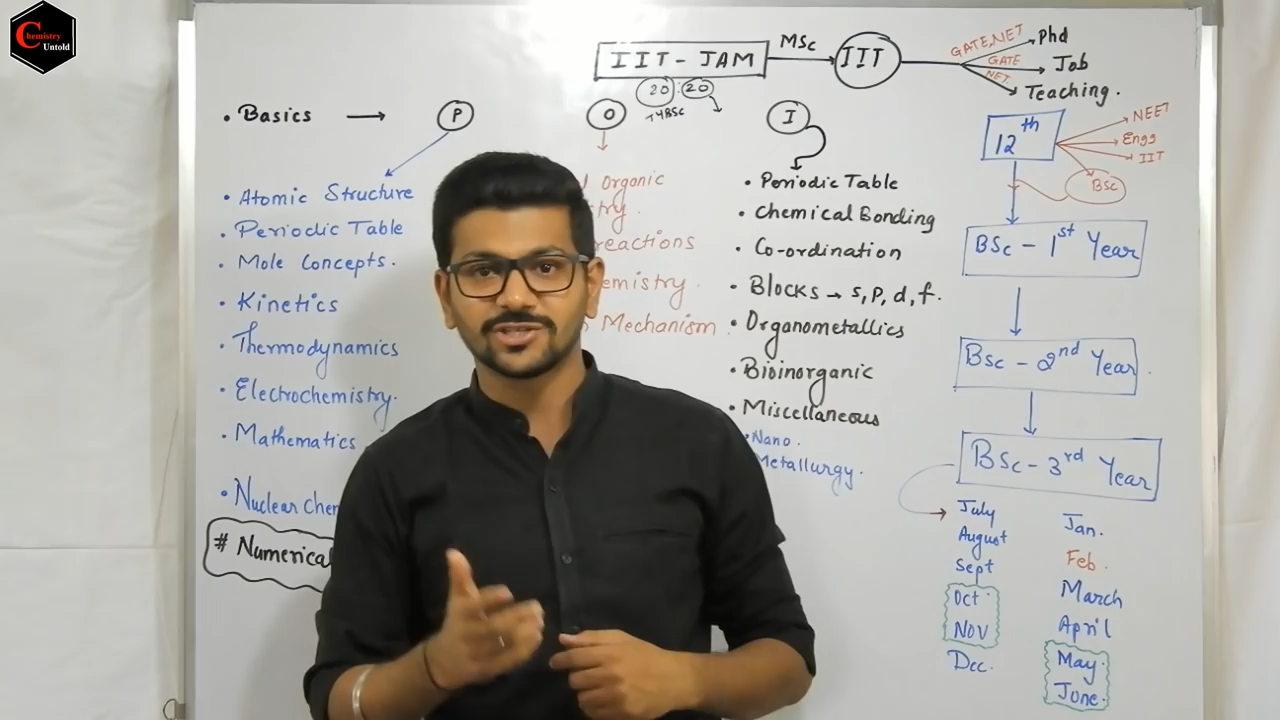 Chemistry
Untold
IIT - JAM
MSc
IIT
GATE, NET
Phd
GATE
Job
NET
Teaching.
20 : 20
TYBSC
• Basics → P
O
I
• Atomic Structure
• Periodic Table
• Mole Concepts.
• Kinetics
• Thermodynamics
• Electrochemistry.
• Mathematics
• Nuclear Chem
# Numerical
Organic
try.
reactions
emistry.
Mechanism
• Periodic Table
• Chemical Bonding
• Co-ordination
• Blocks → s, p, d, f.
• Organometallics
• Bioinorganic
• Miscellaneous
• Nano.
Metallurgy.
12th
NEET
Engg
IIT
BSc
BSc - 1st Year
BSc - 2nd Year.
BSc - 3rd Year
July
August
Sept
Oct
Nov
Dec.
Jan.
Feb.
March
April
May.
June.